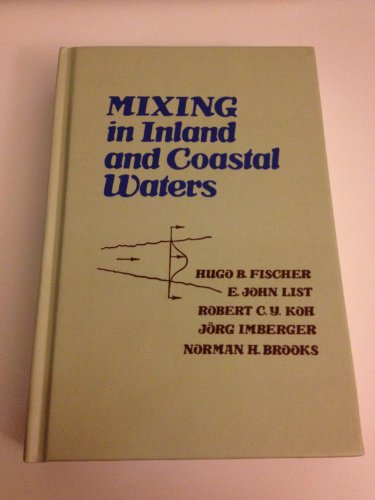 MIXING
in Inland
and Coastal
Waters
HUGO B. FISCHER
E. JOHN LIST
ROBERT C. Y. KOH
JÖRG IMBERGER
NORMAN H. BROOKS